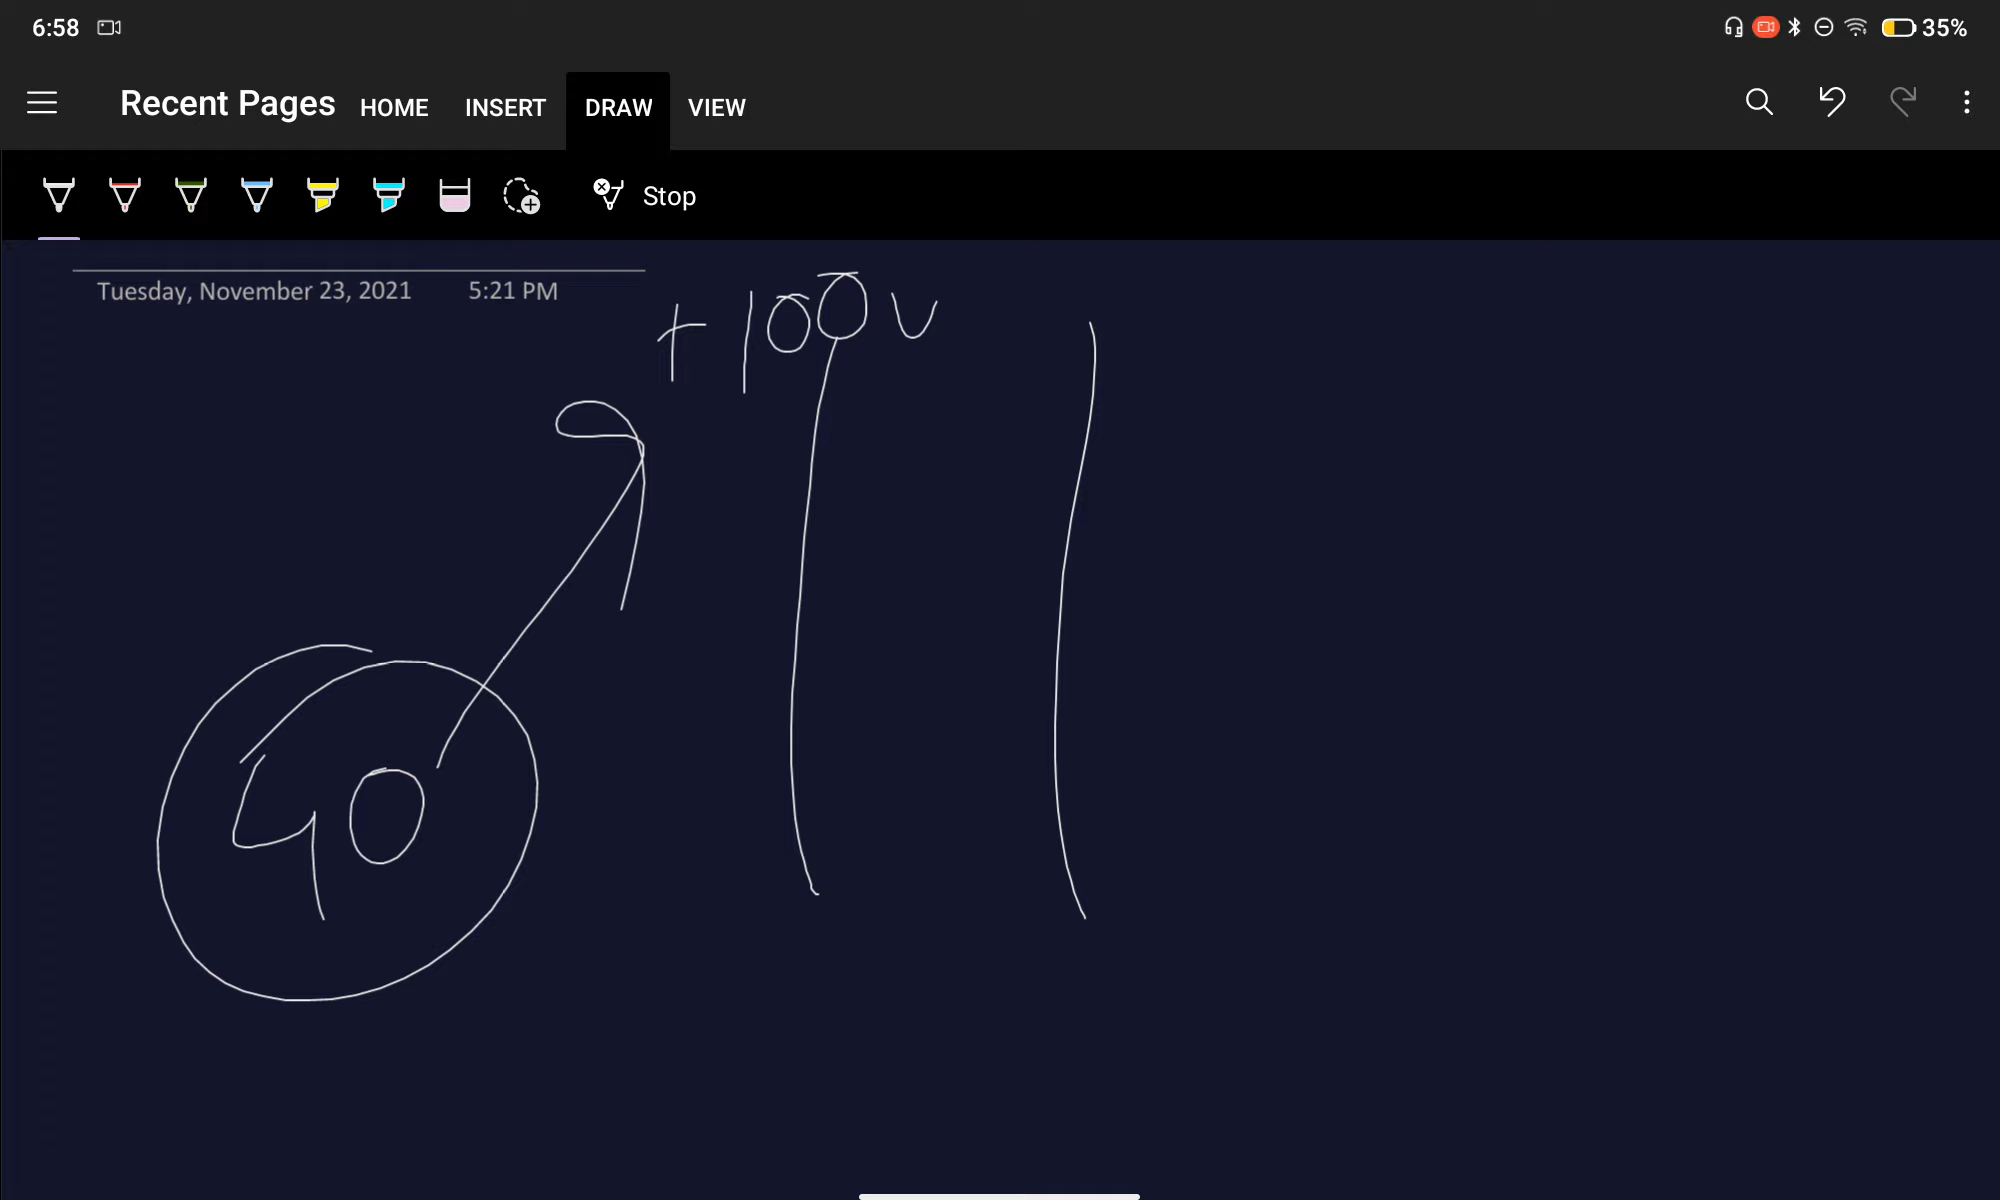 6:58 35%
Recent Pages HOME INSERT DRAW VIEW
Stop
Tuesday, November 23, 2021 5:21 PM
+100v
40